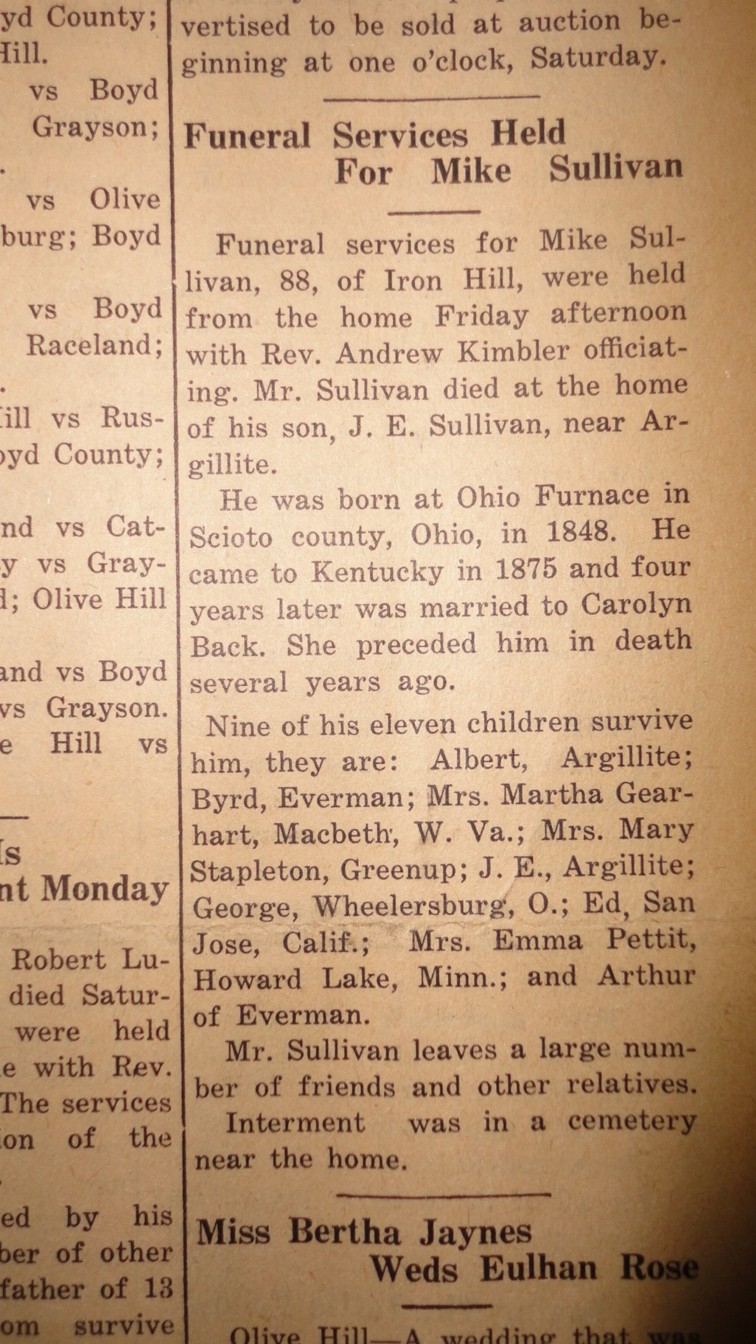 yd County;
Hill.
vs Boyd
Grayson;
.
vs Olive
burg; Boyd
vs Boyd
Raceland;
.
ill vs Rus-
oyd County;
nd vs Cat-
y vs Gray-
d; Olive Hill
and vs Boyd
vs Grayson.
e Hill vs
Is
nt Monday
Robert Lu-
died Satur-
were held
e with Rev.
The services
ion of the
.
ed by his
ber of other
father of 13
om survive
vertised to be sold at auction be-
ginning at one o'clock, Saturday.
Funeral Services Held
For Mike Sullivan
Funeral services for Mike Sul-
livan, 88, of Iron Hill, were held
from the home Friday afternoon
with Rev. Andrew Kimbler officiat-
ing. Mr. Sullivan died at the home
of his son, J. E. Sullivan, near Ar-
gillite.
He was born at Ohio Furnace in
Scioto county, Ohio, in 1848. He
came to Kentucky in 1875 and four
years later was married to Carolyn
Back. She preceded him in death
several years ago.
Nine of his eleven children survive
him, they are: Albert, Argillite;
Byrd, Everman; Mrs. Martha Gear-
hart, Macbeth, W. Va.; Mrs. Mary
Stapleton, Greenup; J. E., Argillite;
George, Wheelersburg, O.; Ed, San
Jose, Calif.; Mrs. Emma Pettit,
Howard Lake, Minn.; and Arthur
of Everman.
Mr. Sullivan leaves a large num-
ber of friends and other relatives.
Interment was in a cemetery
near the home.
Miss Bertha Jaynes
Weds Eulhan Rose
Olive Hill—A wedding that was